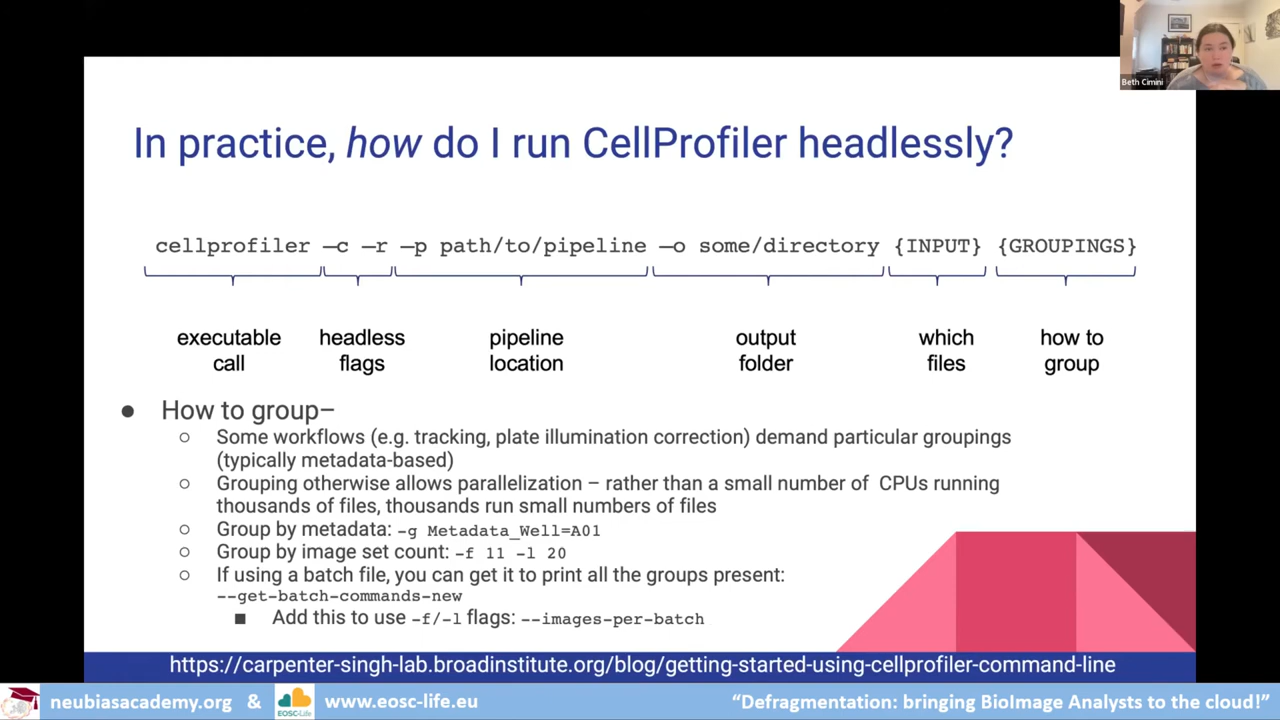 Beth Cimini
In practice, how do I run CellProfiler headlessly?
cellprofiler –c –r –p path/to/pipeline –o some/directory {INPUT} {GROUPINGS}
executable call
headless flags
pipeline location
output folder
which files
how to group
● How to group–
○ Some workflows (e.g. tracking, plate illumination correction) demand particular groupings
(typically metadata-based)
○ Grouping otherwise allows parallelization – rather than a small number of CPUs running
thousands of files, thousands run small numbers of files
○ Group by metadata: -g Metadata_Well=A01
○ Group by image set count: -f 11 -l 20
○ If using a batch file, you can get it to print all the groups present:
--get-batch-commands-new
■ Add this to use -f/-l flags: --images-per-batch
https://carpenter-singh-lab.broadinstitute.org/blog/getting-started-using-cellprofiler-command-line
neubiasacademy.org & EOSC-Life www.eosc-life.eu “Defragmentation: bringing BioImage Analysts to the cloud!”